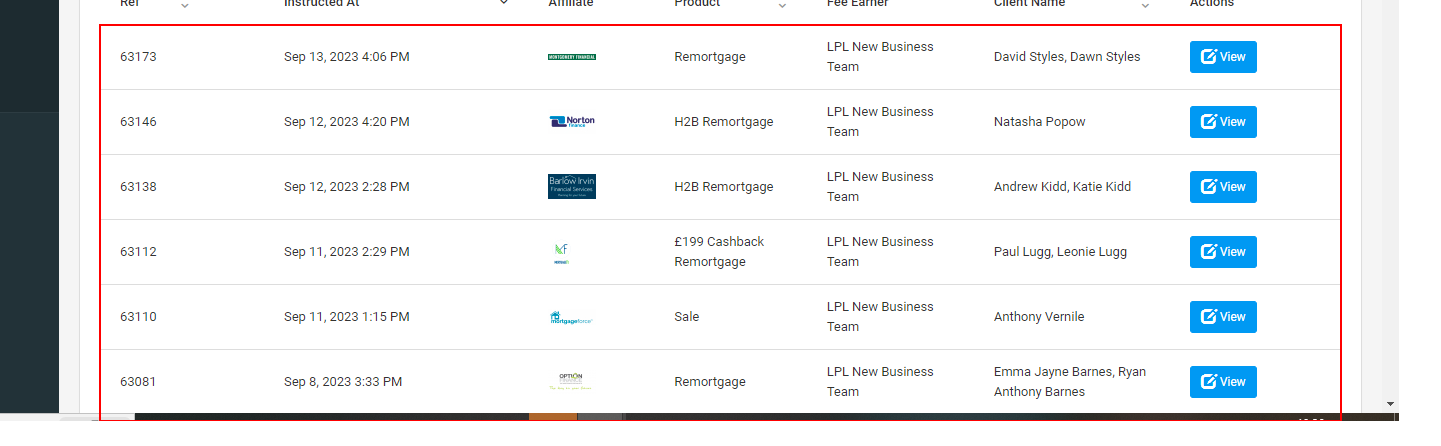 Ref Instructed At Affiliate Product Fee Earner Client Name Actions
63173 Sep 13, 2023 4:06 PM MONTGOMERY FINANCIAL Remortgage LPL New Business Team David Styles, Dawn Styles View
63146 Sep 12, 2023 4:20 PM Norton finance H2B Remortgage LPL New Business Team Natasha Popow View
63138 Sep 12, 2023 2:28 PM Barlow Irvin Financial Services H2B Remortgage LPL New Business Team Andrew Kidd, Katie Kidd View
63112 Sep 11, 2023 2:29 PM £199 Cashback Remortgage LPL New Business Team Paul Lugg, Leonie Lugg View
63110 Sep 11, 2023 1:15 PM mortgageforce Sale LPL New Business Team Anthony Vernile View
63081 Sep 8, 2023 3:33 PM OPTION Remortgage LPL New Business Team Emma Jayne Barnes, Ryan Anthony Barnes View